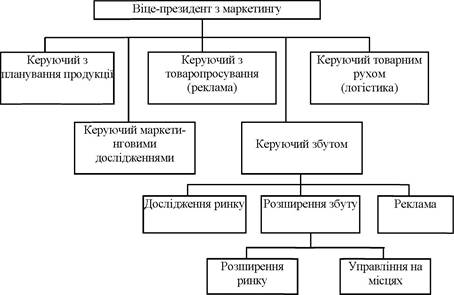 Віце-президент з маркетингу
Керуючий з
планування продукції
Керуючий з
товаропросування
(реклама)
Керуючий товарним
рухом
(логістика)
Керуючий маркети-
нговими
дослідженнями
Керуючий збутом
Дослідження ринку
Розширення збуту
Реклама
Розширення
ринку
Управління на
місцях